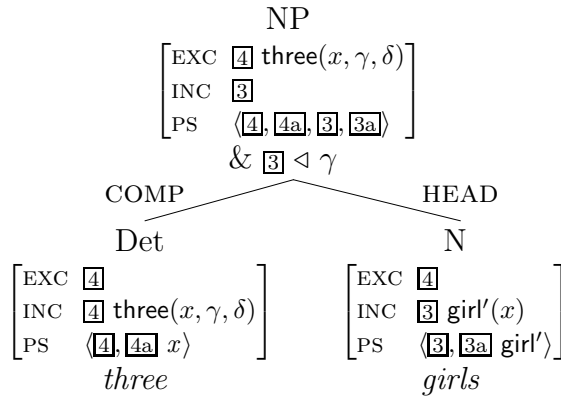 NP
EXC [4] three(x, γ, δ)
INC [3]
PS ⟨[4], [4a], [3], [3a]⟩
& [3] ◃ γ
COMP HEAD
Det N
EXC [4] EXC [4]
INC [4] three(x, γ, δ) INC [3] girl′(x)
PS ⟨[4], [4a] x⟩ PS ⟨[3], [3a] girl′⟩
three girls